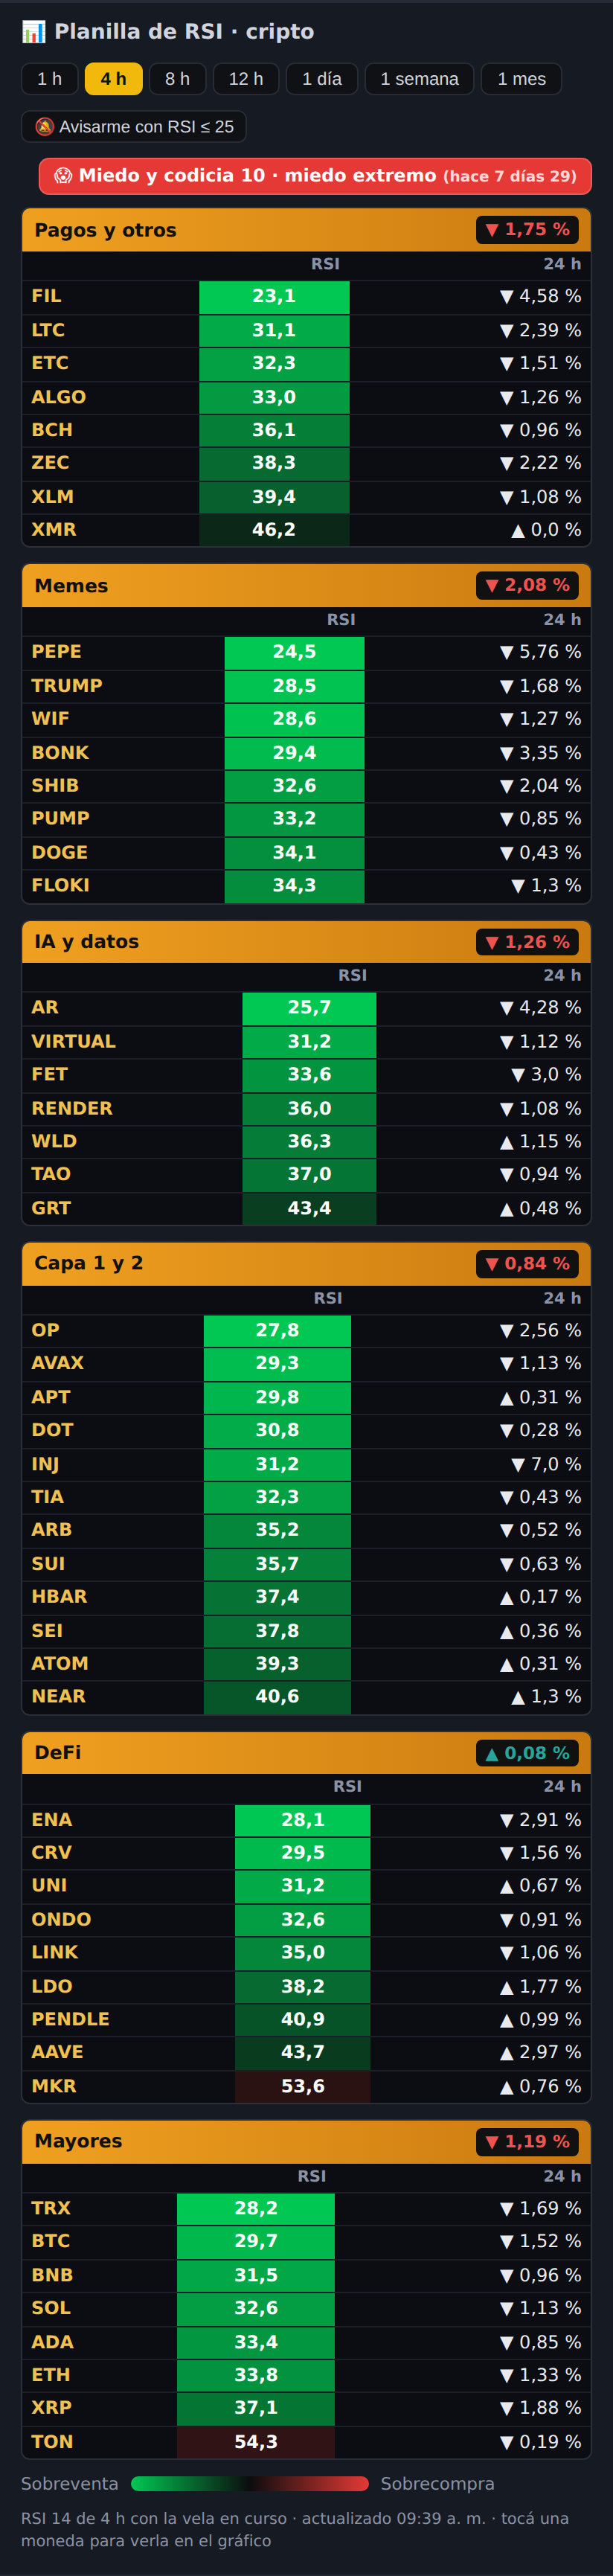 📊 Planilla de RSI · cripto
1 h 4 h 8 h 12 h 1 día 1 semana 1 mes
🔕 Avisarme con RSI ≤ 25
😱 Miedo y codicia 10 · miedo extremo (hace 7 días 29)
Pagos y otros ▼ 1,75 %
RSI 24 h
FIL 23,1 ▼ 4,58 %
LTC 31,1 ▼ 2,39 %
ETC 32,3 ▼ 1,51 %
ALGO 33,0 ▼ 1,26 %
BCH 36,1 ▼ 0,96 %
ZEC 38,3 ▼ 2,22 %
XLM 39,4 ▼ 1,08 %
XMR 46,2 ▲ 0,0 %
Memes ▼ 2,08 %
RSI 24 h
PEPE 24,5 ▼ 5,76 %
TRUMP 28,5 ▼ 1,68 %
WIF 28,6 ▼ 1,27 %
BONK 29,4 ▼ 3,35 %
SHIB 32,6 ▼ 2,04 %
PUMP 33,2 ▼ 0,85 %
DOGE 34,1 ▼ 0,43 %
FLOKI 34,3 ▼ 1,3 %
IA y datos ▼ 1,26 %
RSI 24 h
AR 25,7 ▼ 4,28 %
VIRTUAL 31,2 ▼ 1,12 %
FET 33,6 ▼ 3,0 %
RENDER 36,0 ▼ 1,08 %
WLD 36,3 ▲ 1,15 %
TAO 37,0 ▼ 0,94 %
GRT 43,4 ▲ 0,48 %
Capa 1 y 2 ▼ 0,84 %
RSI 24 h
OP 27,8 ▼ 2,56 %
AVAX 29,3 ▼ 1,13 %
APT 29,8 ▲ 0,31 %
DOT 30,8 ▼ 0,28 %
INJ 31,2 ▼ 7,0 %
TIA 32,3 ▼ 0,43 %
ARB 35,2 ▼ 0,52 %
SUI 35,7 ▼ 0,63 %
HBAR 37,4 ▲ 0,17 %
SEI 37,8 ▲ 0,36 %
ATOM 39,3 ▲ 0,31 %
NEAR 40,6 ▲ 1,3 %
DeFi ▲ 0,08 %
RSI 24 h
ENA 28,1 ▼ 2,91 %
CRV 29,5 ▼ 1,56 %
UNI 31,2 ▲ 0,67 %
ONDO 32,6 ▼ 0,91 %
LINK 35,0 ▼ 1,06 %
LDO 38,2 ▲ 1,77 %
PENDLE 40,9 ▲ 0,99 %
AAVE 43,7 ▲ 2,97 %
MKR 53,6 ▲ 0,76 %
Mayores ▼ 1,19 %
RSI 24 h
TRX 28,2 ▼ 1,69 %
BTC 29,7 ▼ 1,52 %
BNB 31,5 ▼ 0,96 %
SOL 32,6 ▼ 1,13 %
ADA 33,4 ▼ 0,85 %
ETH 33,8 ▼ 1,33 %
XRP 37,1 ▼ 1,88 %
TON 54,3 ▼ 0,19 %
Sobreventa Sobrecompra
RSI 14 de 4 h con la vela en curso · actualizado 09:39 a. m. · tocá una
moneda para verla en el gráfico